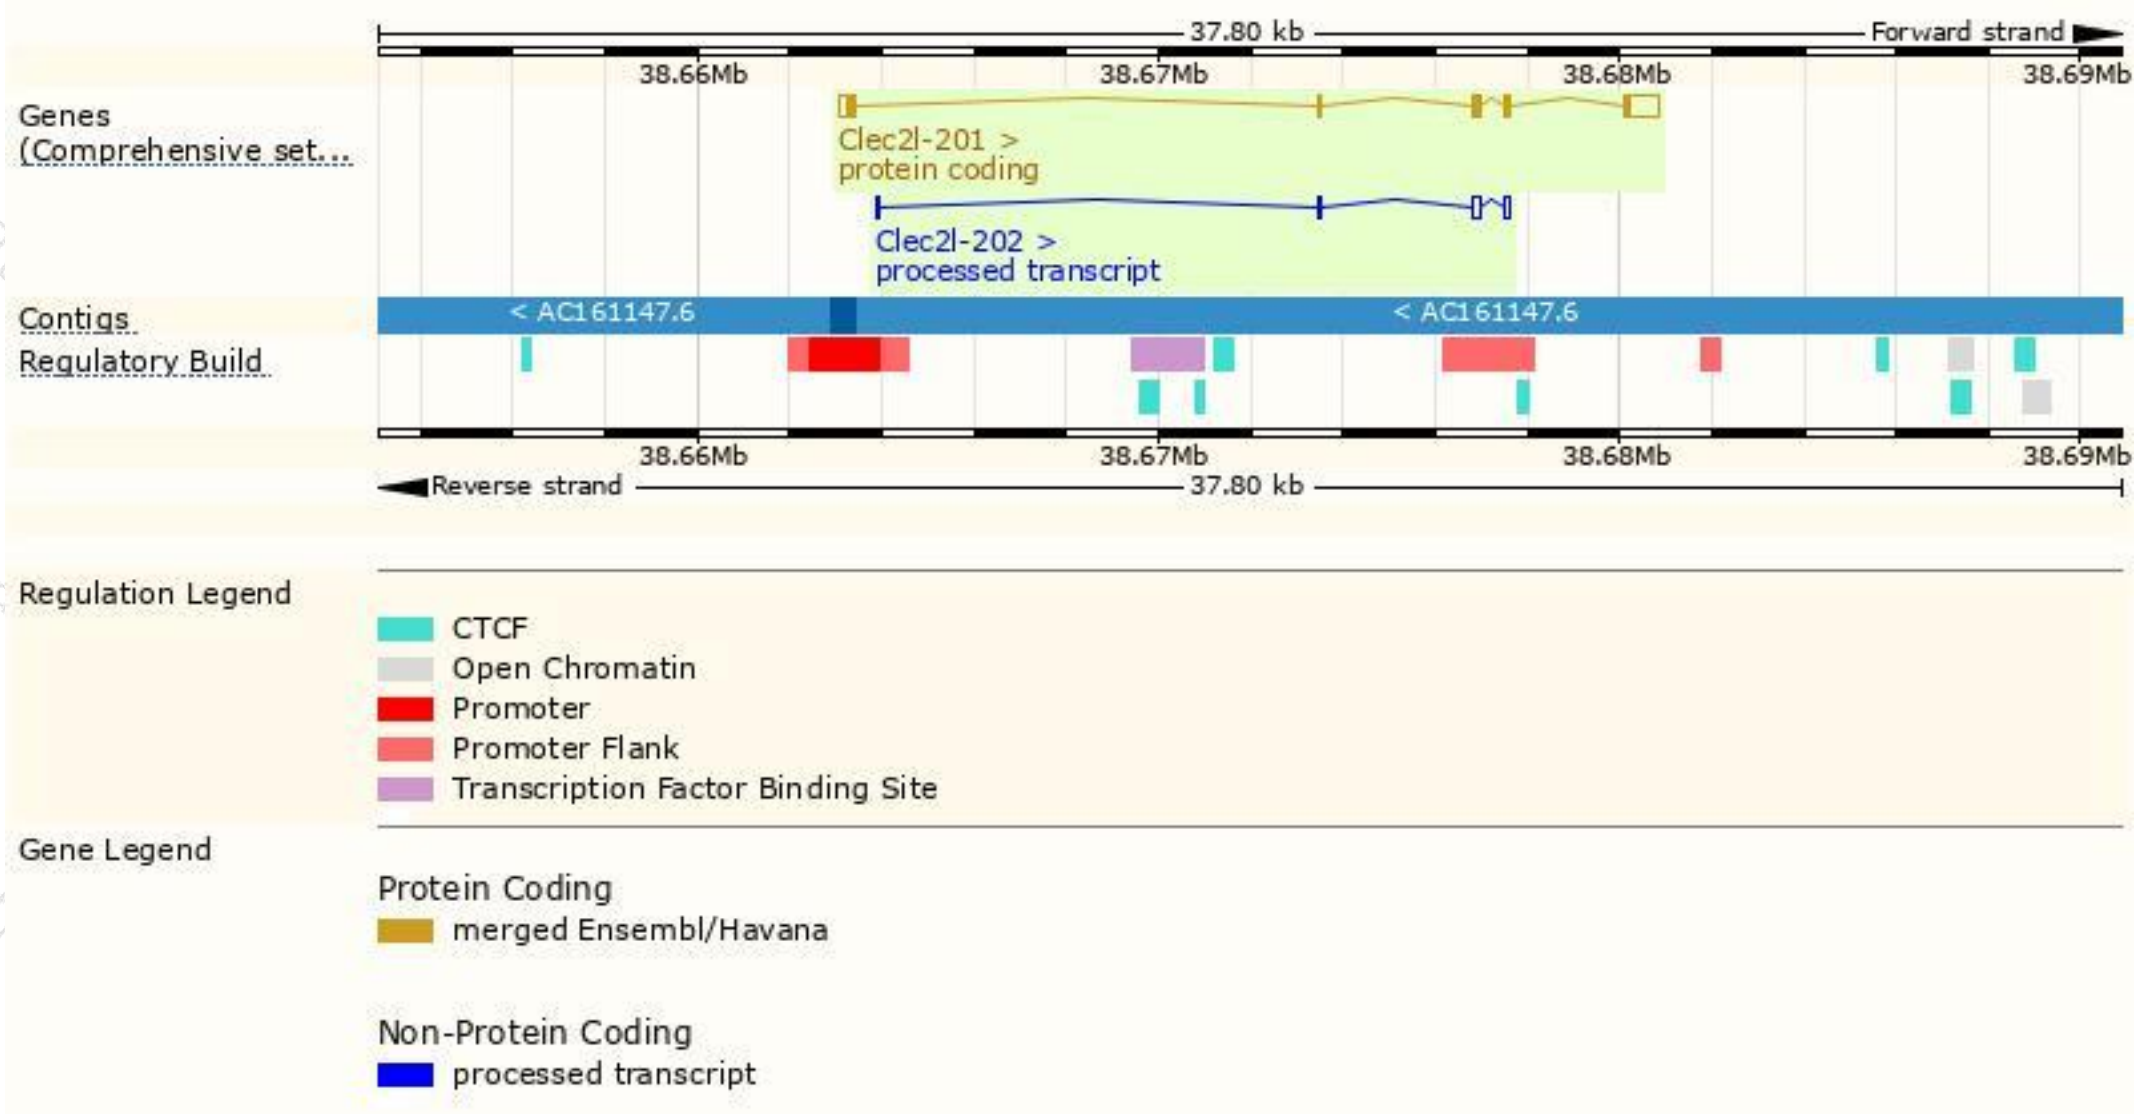 37.80 kb Forward strand
38.66Mb 38.67Mb 38.68Mb 38.69Mb
Genes
(Comprehensive set...
Clec2l-201 >
protein coding
Clec2l-202 >
processed transcript
Contigs < AC161147.6 < AC161147.6
Regulatory Build
38.66Mb 38.67Mb 38.68Mb 38.69Mb
Reverse strand 37.80 kb
Regulation Legend
CTCF
Open Chromatin
Promoter
Promoter Flank
Transcription Factor Binding Site
Gene Legend
Protein Coding
merged Ensembl/Havana
Non-Protein Coding
processed transcript